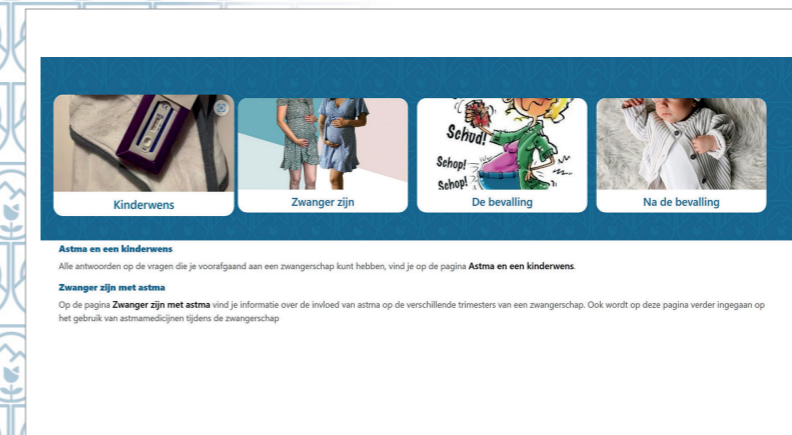 Schud!
Schop!
Schop!
Kinderwens
Zwanger zijn
De bevalling
Na de bevalling
Astma en een kinderwens
Alle antwoorden op de vragen die je voorafgaand aan een zwangerschap kunt hebben, vind je op de pagina Astma en een kinderwens.
Zwanger zijn met astma
Op de pagina Zwanger zijn met astma vind je informatie over de invloed van astma op de verschillende trimesters van een zwangerschap. Ook wordt op deze pagina verder ingegaan op
het gebruik van astmamedicijnen tijdens de zwangerschap